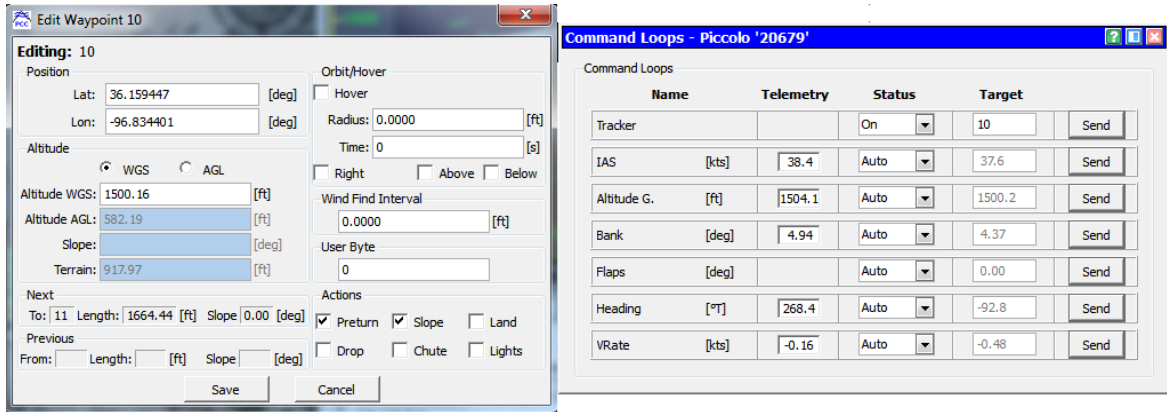 PCC Edit Waypoint 10
Editing: 10
Position
Lat: 36.159447 [deg]
Lon: -96.834401 [deg]
Altitude
WGS AGL
Altitude WGS: 1500.16 [ft]
Altitude AGL: 582.19 [ft]
Slope: [deg]
Terrain: 917.97 [ft]
Next
To: 11 Length: 1664.44 [ft] Slope 0.00 [deg]
Previous
From: Length: [ft] Slope [deg]
Orbit/Hover
Hover
Radius: 0.0000 [ft]
Time: 0 [s]
Right Above Below
Wind Find Interval
0.0000 [ft]
User Byte
0
Actions
Preturn Slope Land
Drop Chute Lights
Save Cancel
Command Loops - Piccolo '20679'
Command Loops
Name Telemetry Status Target
Tracker On 10 Send
IAS [kts] 38.4 Auto 37.6 Send
Altitude G. [ft] 1504.1 Auto 1500.2 Send
Bank [deg] 4.94 Auto 4.37 Send
Flaps [deg] Auto 0.00 Send
Heading [°T] 268.4 Auto -92.8 Send
VRate [kts] -0.16 Auto -0.48 Send